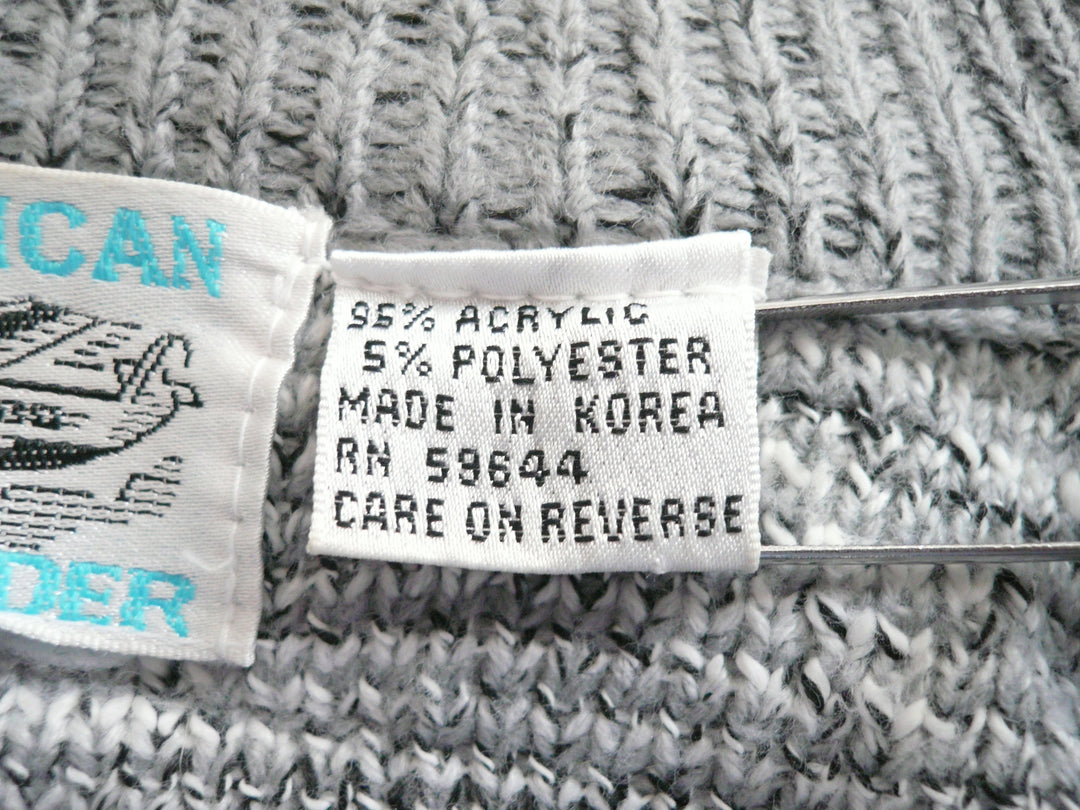 ICAN
DER
95% ACRYLIC
5% POLYESTER
MADE IN KOREA
RN 59644
CARE ON REVERSE